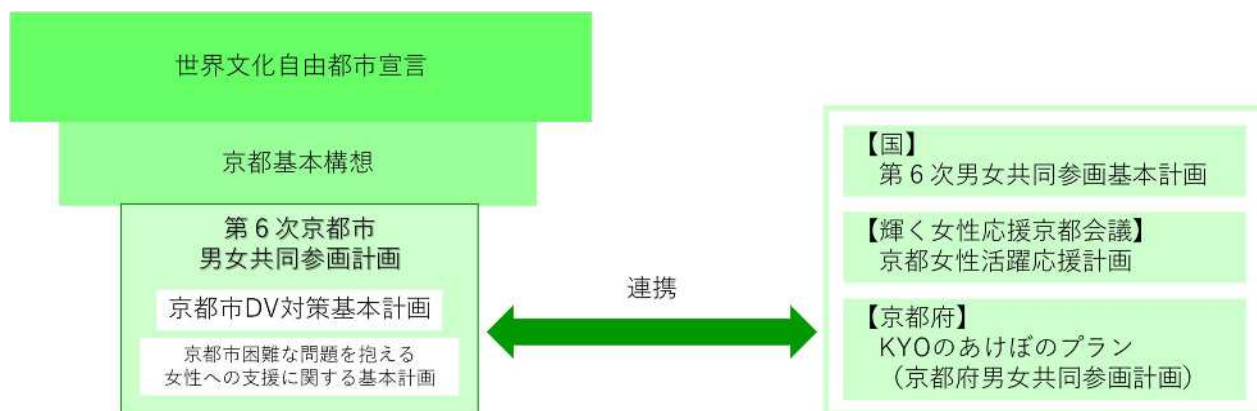 世界文化自由都市宣言
京都基本構想
第6次京都市
男女共同参画計画
京都市DV対策基本計画
京都市困難な問題を抱える
女性への支援に関する基本計画
連携
【国】
第6次男女共同参画基本計画
【輝く女性応援京都会議】
京都女性活躍応援計画
【京都府】
KYOのあけぼのプラン
（京都府男女共同参画計画）